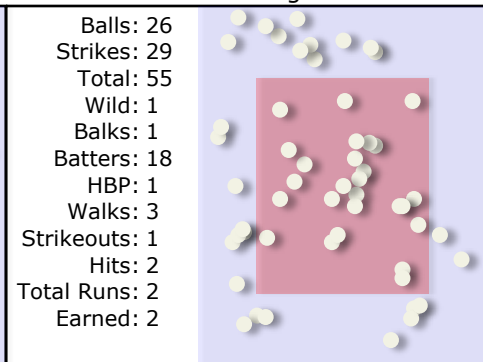 Balls: 26
Strikes: 29
Total: 55
Wild: 1
Balks: 1
Batters: 18
HBP: 1
Walks: 3
Strikeouts: 1
Hits: 2
Total Runs: 2
Earned: 2